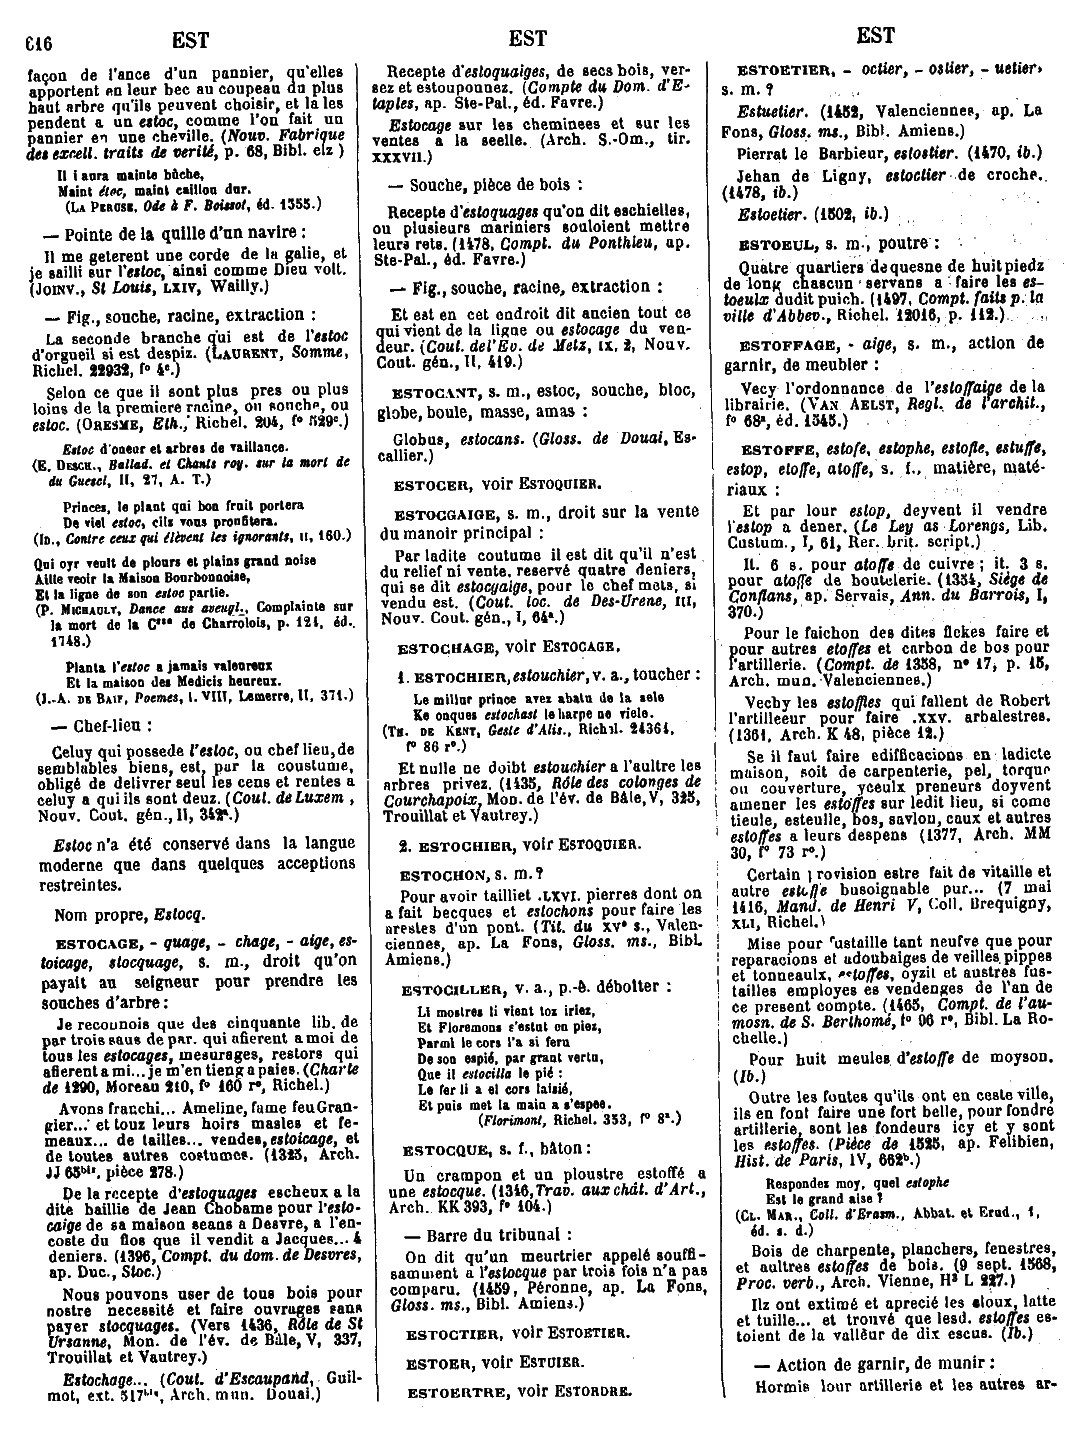 616 EST EST EST
façon de l'ance d'un pannier, qu'elles
apportent en leur bec au coupeau du plus
haut arbre qu'ils peuvent choisir, et la les
pendent a un estoc, comme l'on fait un
pannier en une cheville. (Nouv. Fabrique
des excell. traits de verité, p. 68, Bibl. elz )
Il i aura mainte bûche,
Maint étoc, maint caillou dur.
(LA PERUSE, Ode à F. Boissot, éd. 1555.)
— Pointe de la quille d'un navire :
Il me geterent une corde de la galie, et
je sailli sur l'estoc, ainsi comme Dieu volt.
(JOINV., St Louis, LXIV, Wailly.)
— Fig., souche, racine, extraction :
La seconde branche qui est de l'estoc
d'orgueil si est despiz. (LAURENT, Somme,
Richel. 22932, f° 4c.)
Selon ce que il sont plus pres ou plus
loins de la premiere racine, ou souche, ou
estoc. (ORESME, Eth., Richel. 204, f° 529c.)
Estoc d'oneur et arbres de vaillance.
(E. DESCH., Ballad. et Chants roy. sur la mort de
du Guescl, II, 27, A. T.)
Princes, le plant qui bon fruit portera
De viel estoc, cils vous proufitera.
(ID., Contre ceux qui élèvent les ignorants, II, 160.)
Qui oyr veult de plours et plains grand noise
Aille veoir la Maison Bourbonnoise,
Et la ligne de son estoc partie.
(P. MICHAULT, Dance aus aveugl., Complainte sur
la mort de la Ctsse de Charrolois, p. 121, éd.
1748.)
Planta l'estoc a jamais valeureux
Et la maison des Medicis heureux.
(J.-A. DE BAIF, Poemes, l. VIII, Lemerre, II, 371.)
— Chef-lieu :
Celuy qui possede l'estoc, ou chef lieu, de
semblables biens, est, par la coustume,
obligé de delivrer seul les cens et rentes a
celuy a qui ils sont deuz. (Coul. de Luxem ,
Nouv. Cout. gén., II, 342a.)
Estoc n'a été conservé dans la langue
moderne que dans quelques acceptions
restreintes.
Nom propre, Estocq.
ESTOCAGE, - quage, - chage, - aige, es-
toicage, stocquage, s. m., droit qu'on
payait au seigneur pour prendre les
souches d'arbre :
Je recounois que des cinquante lib. de
par trois saus de par. qui afierent a moi de
tous les estocages, mesurages, restors qui
afierent a mi... je m'en tieng a paies. (Charte
de 1290, Moreau 210, f° 160 r°, Richel.)
Avons franchi... Ameline, fame feu Gran-
gier... et touz leurs hoirs masles et fe-
meaux... de tailles... vendes, estoicage, et
de toutes autres costumes. (1325, Arch.
JJ 65bis, pièce 278.)
De la recepte d'estoquages escheux a la
dite baillie de Jean Chobame pour l'esto-
caige de sa maison seans a Desvre, a l'en-
coste du flos que il vendit a Jacques... 4
deniers. (1396, Compt. du dom. de Desvres,
ap. Duc., Stoc.)
Nous pouvons user de tous bois pour
nostre necessité et faire ouvrages sans
payer stocquages. (Vers 1436, Rôle de St
Ursanne, Mon. de l'év. de Bâle, V, 337,
Trouillat et Vautrey.)
Estochage... (Cout. d'Escaupand, Guil-
mot, ext. 517bis, Arch. mun. Douai.)
Recepte d'estoquaiges, de secs bois, ver-
sez et estouponnez. (Compte du Dom. d'E-
taples, ap. Ste-Pal., éd. Favre.)
Estocage sur les cheminees et sur les
ventes a la seelle. (Arch. S.-Om., tir.
XXXVII.)
— Souche, pièce de bois :
Recepte d'estoquages qu'on dit eschielles,
ou plusieurs mariniers souloient mettre
leurs rets. (1478, Compt. du Ponthieu, ap.
Ste-Pal., éd. Favre.)
— Fig., souche, racine, extraction :
Et est en cet endroit dit ancien tout ce
qui vient de la ligne ou estocage du ven-
deur. (Cout. de l'Ev. de Metz, IX, 2, Nouv.
Cout. gén., II, 419.)
ESTOCANT, s. m., estoc, souche, bloc,
globe, boule, masse, amas :
Globus, estocans. (Gloss. de Douai, Es-
callier.)
ESTOCER, voir ESTOQUIER.
ESTOCGAIGE, s. m., droit sur la vente
du manoir principal :
Par ladite coutume il est dit qu'il n'est
du relief ni vente, reservé quatre deniers,
qui se dit estocgaige, pour le chef mets, si
vendu est. (Cout. loc. de Des-Urene, III,
Nouv. Cout. gén., I, 64a.)
ESTOCHAGE, voir ESTOCAGE.
1. ESTOCHIER, estouchier, v. a., toucher :
Le millur prince avez abatu de la sele
Ke onques estochast le harpe ne viele.
(TH. DE KENT, Geste d'Alis., Richel. 24364,
f° 86 r°.)
Et nulle ne doibt estouchier a l'aultre les
arbres privez. (1435, Rôle des colonges de
Courchapoix, Mon. de l'év. de Bâle, V, 325,
Trouillat et Vautrey.)
2. ESTOCHIER, voir ESTOQUIER.
ESTOCHON, s. m. ?
Pour avoir tailliet .LXVI. pierres dont on
a fait becques et estochons pour faire les
arestes d'un pont. (Tit. du XVe s., Valen-
ciennes, ap. La Fons, Gloss. ms., Bibl.
Amiens.)
ESTOCILLER, v. a., p.-ê. déboîter :
Li mostres li vient toz iriez,
Et Floremons s'estut en piez,
Parmi le cors l'a si feru
De son espié, par grant vertu,
Que il estocilla le pié :
Le fer li a el cors laisié,
Et puis met la main a s'espee.
(Florimont, Richel. 353, f° 8a.)
ESTOCQUE, s. f., bâton :
Un crampon et un ploustre estoffé a
une estocque. (1346, Trav. aux chât. d'Art.,
Arch. KK 393, f° 104.)
— Barre du tribunal :
On dit qu'un meurtrier appelé souffi-
samment a l'estocque par trois fois n'a pas
comparu. (1459, Péronne, ap. La Fons,
Gloss. ms., Bibl. Amiens.)
ESTOCTIER, voir ESTOETIER.
ESTOER, voir ESTUIER.
ESTOERTRE, voir ESTORDRE.
ESTOETIER, - octier, - ostier, - uetier,
s. m. ?
Estuetier. (1452, Valenciennes, ap. La
Fons, Gloss. ms., Bibl. Amiens.)
Pierrat le Barbieur, estostier. (1470, ib.)
Jehan de Ligny, estoctier de croche.
(1478, ib.)
Estoetier. (1502, ib.)
ESTOEUL, s. m., poutre :
Quatre quartiers de quesne de huit piedz
de long chascun servans a faire les es-
toeulx dudit puich. (1497, Compt. faits p. la
ville d'Abbev., Richel. 12016, p. 112.)
ESTOFFAGE, - aige, s. m., action de
garnir, de meubler :
Vecy l'ordonnance de l'estoffaige de la
librairie. (VAN AELST, Regl. de l'archit.,
f° 68a, éd. 1545.)
ESTOFFE, estofe, estophe, estofle, estuffe,
estop, etoffe, atoffe, s. f., matière, maté-
riaux :
Et par lour estop, deyvent il vendre
l'estop a dener. (Le Ley as Lorengs, Lib.
Custum., I, 61, Rer. brit. script.)
It. 6 s. pour atoffe de cuivre ; it. 3 s.
pour atoffe de boutelerie. (1334, Siége de
Conflans, ap. Servais, Ann. du Barrois, I,
370.)
Pour le faichon des dites fickes faire et
pour autres etoffes et carbon de bos pour
l'artillerie. (Compt. de 1358, n° 17, p. 15,
Arch. mun. Valenciennes.)
Vechy les estoffles qui fallent de Robert
l'artilleeur pour faire .XXV. arbalestres.
(1361, Arch. K 48, pièce 12.)
Se il faut faire edifficacions en ladicte
maison, soit de carpenterie, pel, torque
ou couverture, yceulx preneurs doyvent
amener les estoffes sur ledit lieu, si come
tieule, esteulle, bos, savlon, caux et autres
estoffes a leurs despens (1377, Arch. MM
30, f° 73 r°.)
Certain provision estre fait de vitaille et
autre estuffe busoignable pur... (7 mai
1416, Mand. de Henri V, Coll. Brequigny,
XLI, Richel.)
Mise pour fustaille tant neufve que pour
reparacions et adoubaiges de veilles pippes
et tonneaulx, estoffes, oyzil et austres fus-
tailles employes es vendenges de l'an de
ce present compte. (1465, Compt. de l'au-
mosn. de S. Berthomé, f° 96 r°, Bibl. La Ro-
chelle.)
Pour huit meules d'estoffe de moyson.
(Ib.)
Outre les fontes qu'ils ont en ceste ville,
ils en font faire une fort belle, pour fondre
artillerie, sont les fondeurs icy et y sont
les estoffes. (Pièce de 1525, ap. Felibien,
Hist. de Paris, IV, 662b.)
Respondez moy, quel estophe
Est le grand aise ?
(CL. MAR., Coll. d'Erasm., Abbat. et Erud., 1,
éd. s. d.)
Bois de charpente, planchers, fenestres,
et aultres estoffes de bois. (9 sept. 1568,
Proc. verb., Arch. Vienne, H3 L 227.)
Ilz ont extimé et aprecié les sloux, latte
et tuille... et trouvé que lesd. estoffes es-
toient de la vallëur de dix escus. (Ib.)
— Action de garnir, de munir :
Hormis lour artillerie et les autres ar-